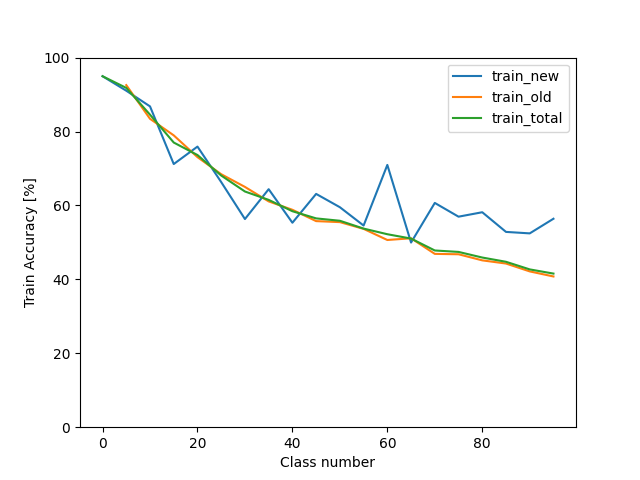 100
80
60
40
20
0
Train Accuracy [%]
train_new
train_old
train_total
0 20 40 60 80
Class number